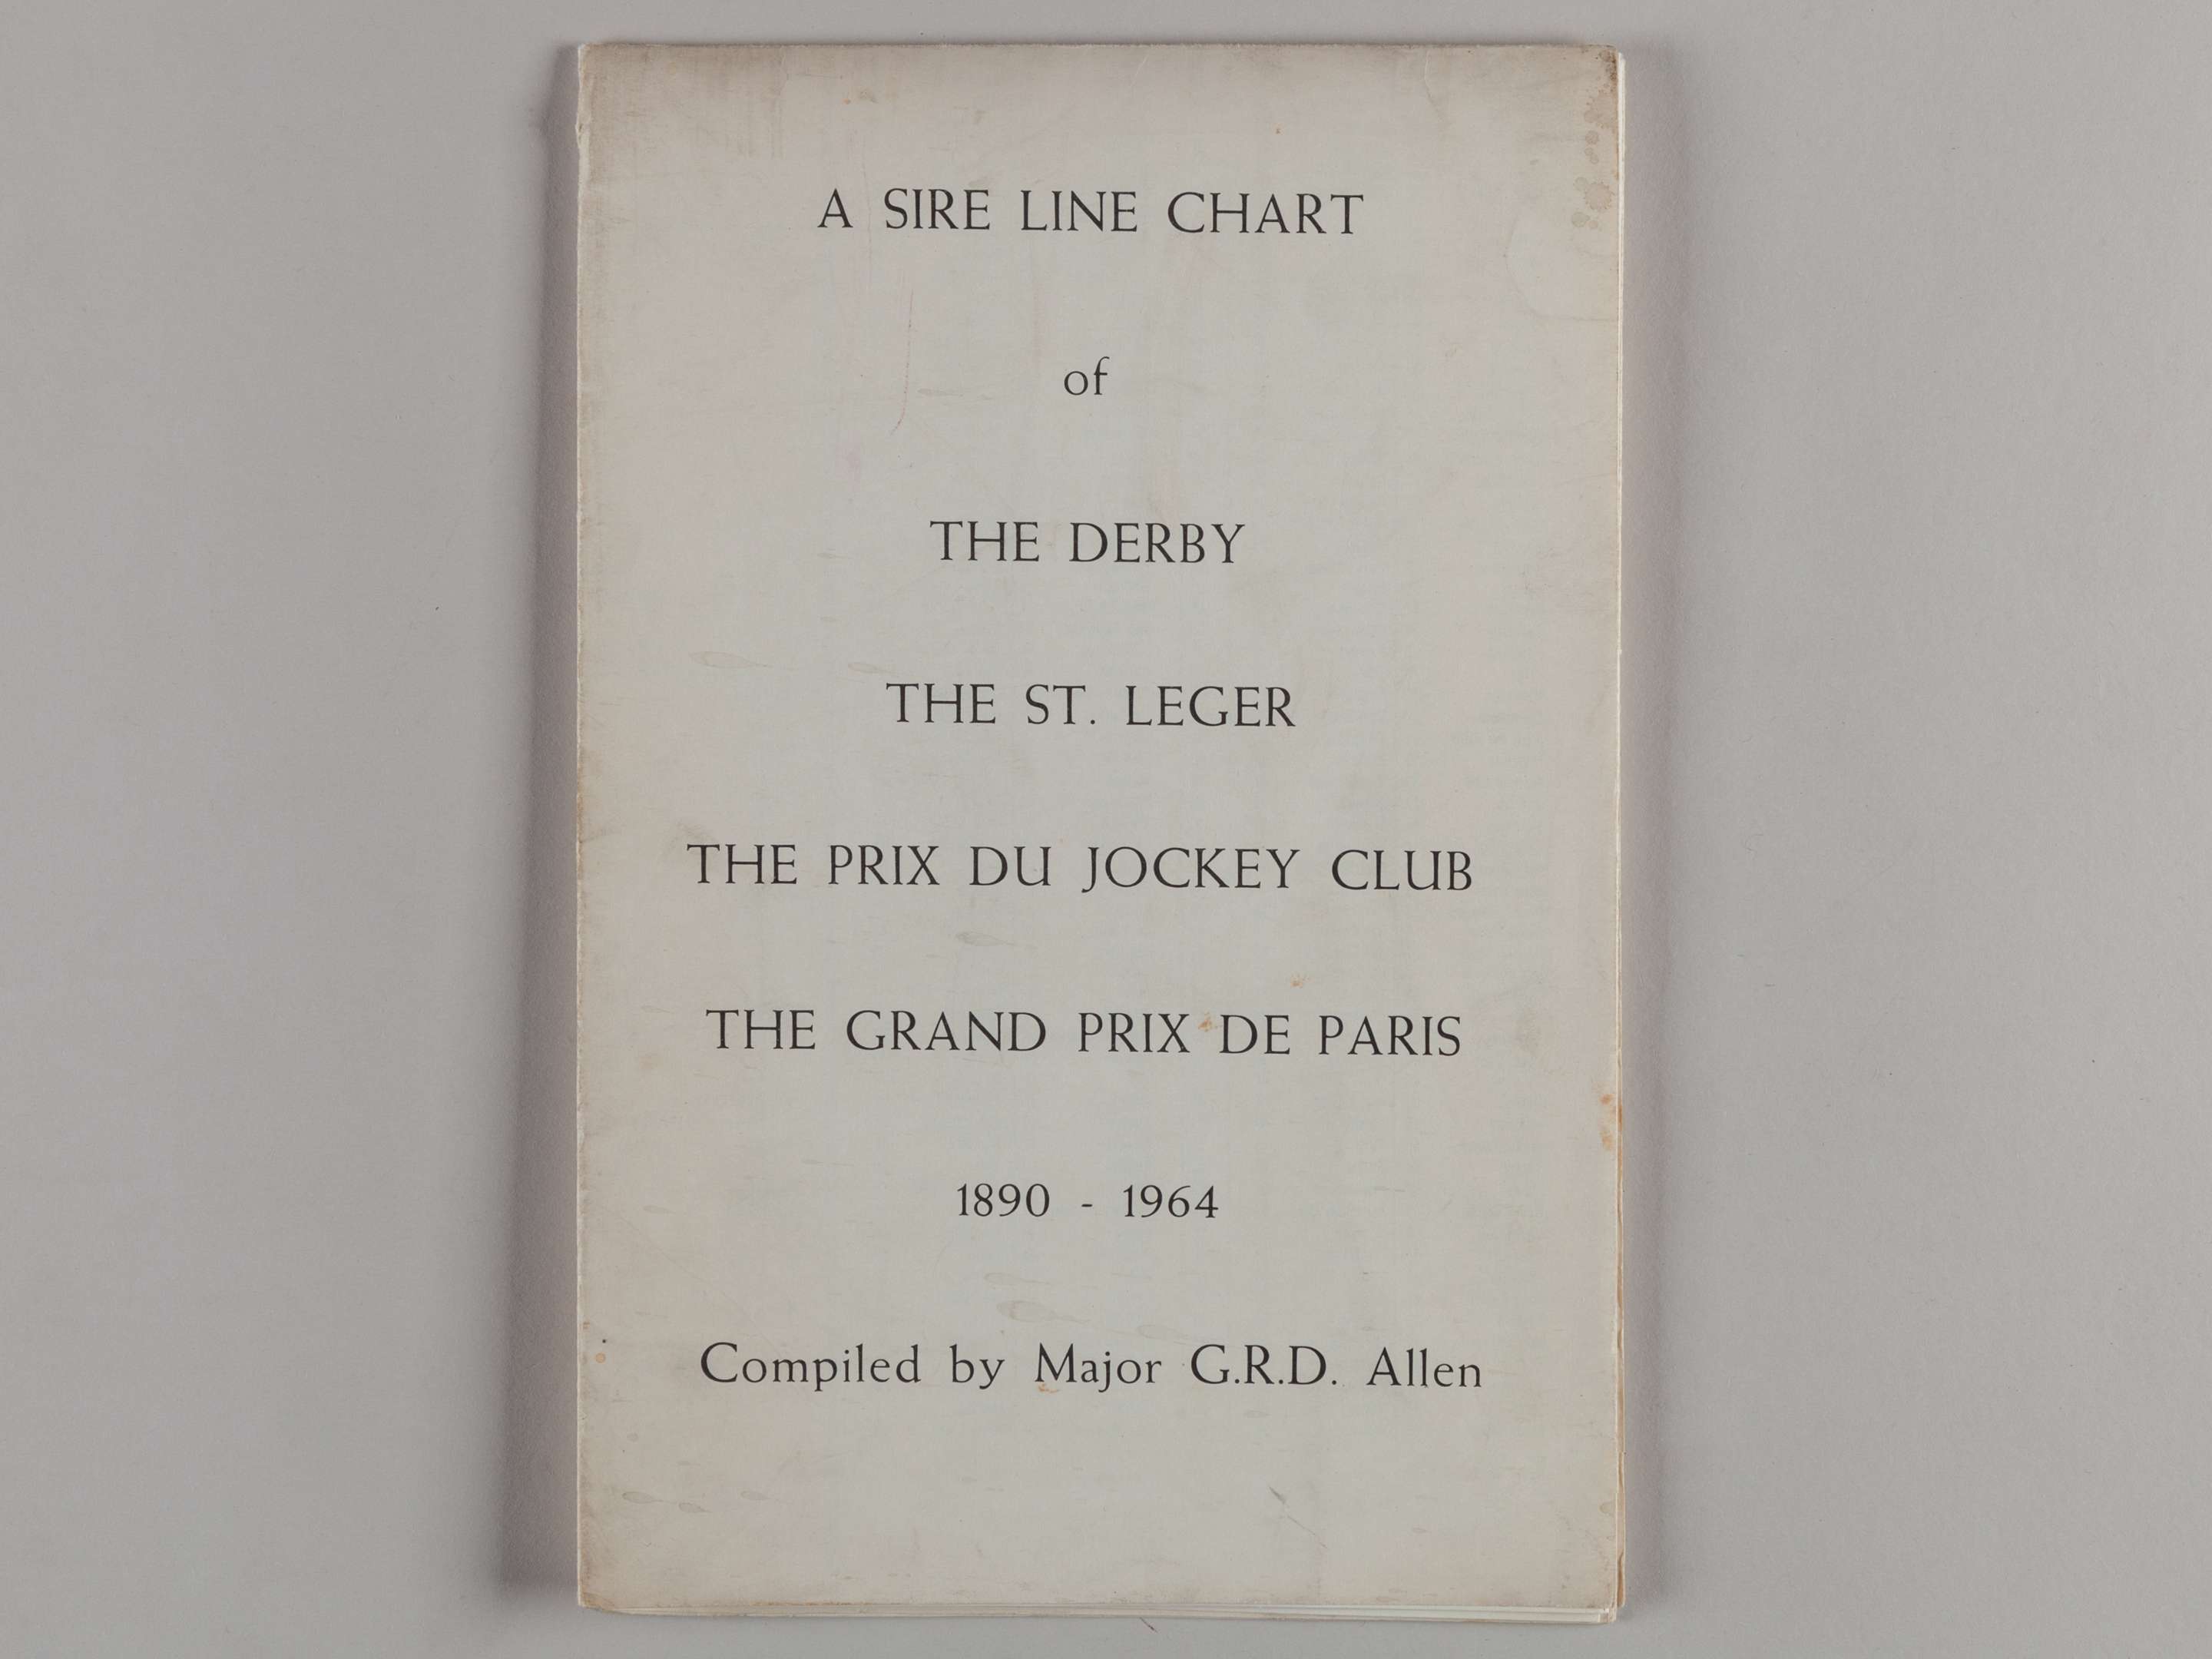 A SIRE LINE CHART
of
THE DERBY
THE ST. LEGER
THE PRIX DU JOCKEY CLUB
THE GRAND PRIX DE PARIS
1890 - 1964
Compiled by Major G.R.D. Allen